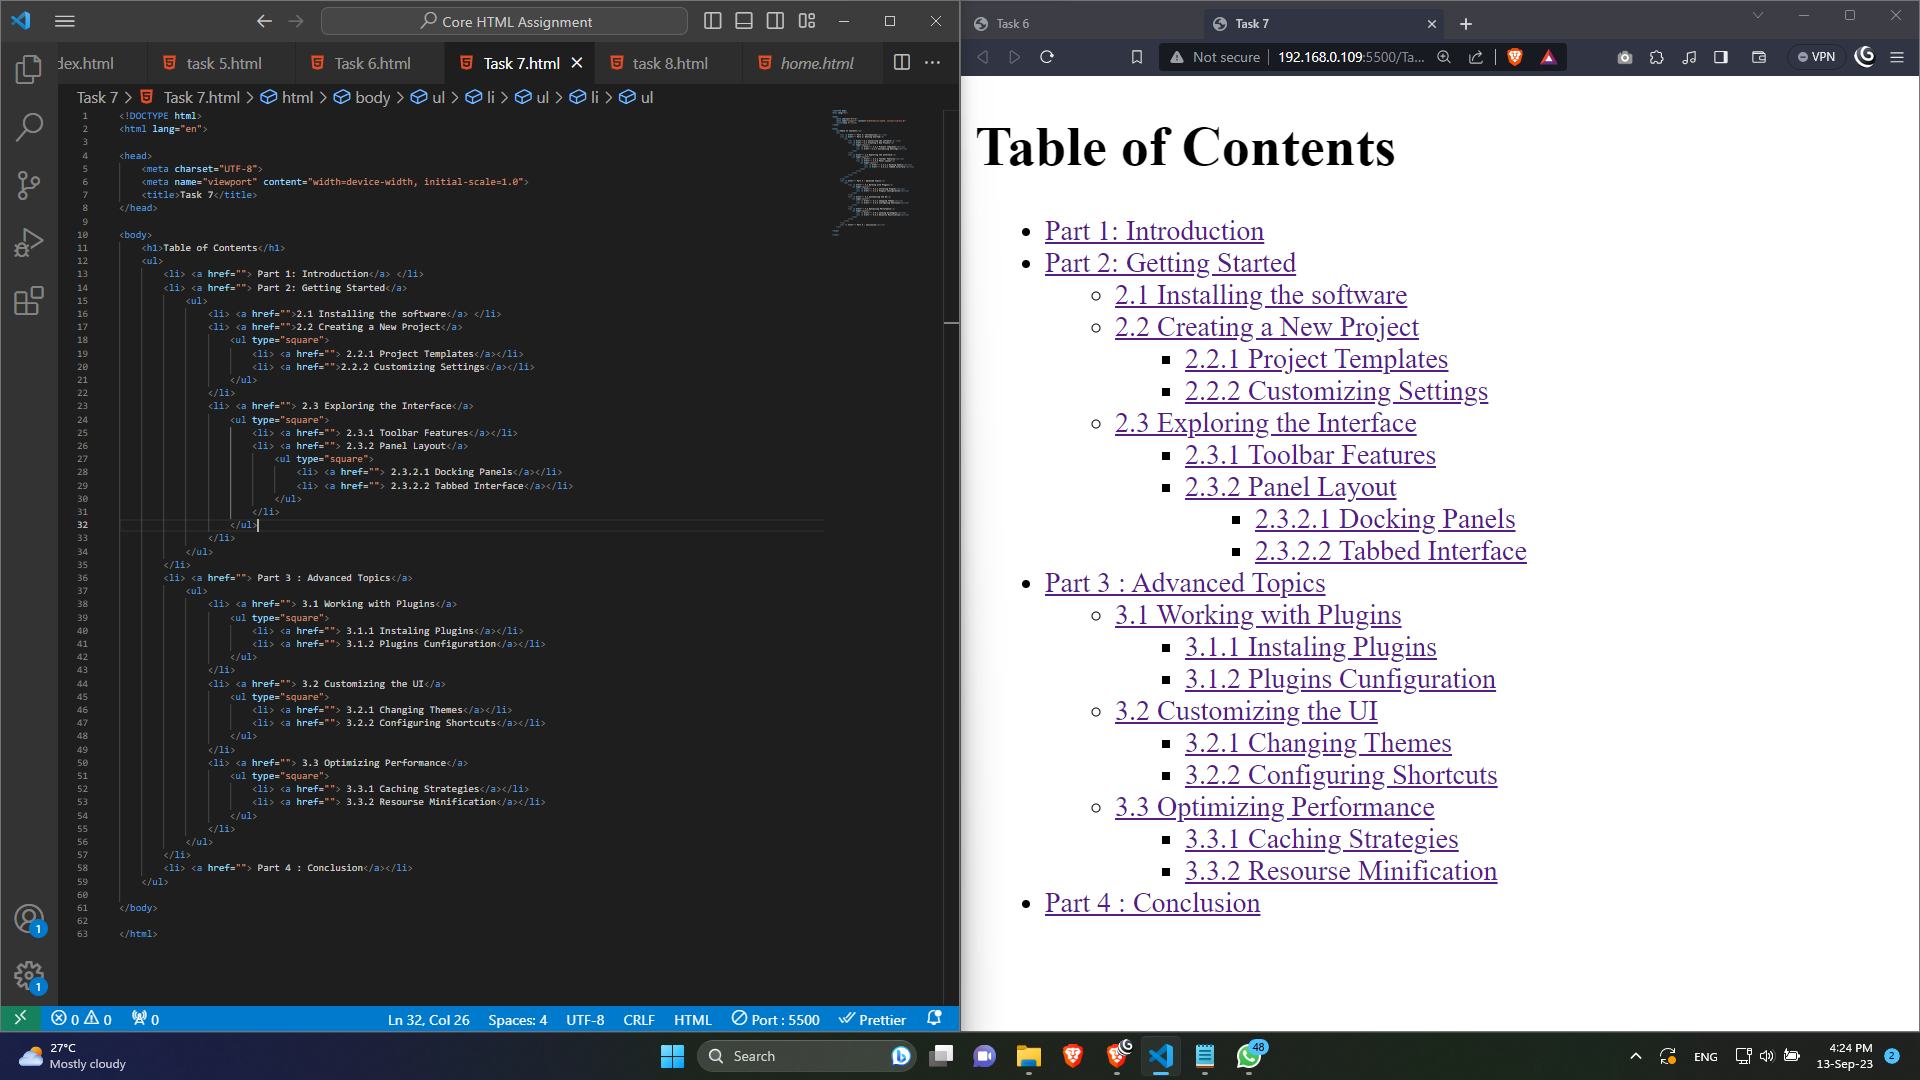 Core HTML Assignment
dex.html
task 5.html
Task 6.html
Task 7.html
task 8.html
home.html
Task 7 > Task 7.html > html > body > ul > li > ul > li > ul
1 <!DOCTYPE html>
2 <html lang="en">
3
4 <head>
5 <meta charset="UTF-8">
6 <meta name="viewport" content="width=device-width, initial-scale=1.0">
7 <title>Task 7</title>
8 </head>
9
10 <body>
11 <h1>Table of Contents</h1>
12 <ul>
13 <li> <a href=""> Part 1: Introduction</a> </li>
14 <li> <a href=""> Part 2: Getting Started</a>
15 <ul>
16 <li> <a href="">2.1 Installing the software</a> </li>
17 <li> <a href="">2.2 Creating a New Project</a>
18 <ul type="square">
19 <li> <a href=""> 2.2.1 Project Templates</a></li>
20 <li> <a href="">2.2.2 Customizing Settings</a></li>
21 </ul>
22 </li>
23 <li> <a href=""> 2.3 Exploring the Interface</a>
24 <ul type="square">
25 <li> <a href=""> 2.3.1 Toolbar Features</a></li>
26 <li> <a href=""> 2.3.2 Panel Layout</a>
27 <ul type="square">
28 <li> <a href=""> 2.3.2.1 Docking Panels</a></li>
29 <li> <a href=""> 2.3.2.2 Tabbed Interface</a></li>
30 </ul>
31 </li>
32 </ul>
33 </li>
34 </ul>
35 </li>
36 <li> <a href=""> Part 3 : Advanced Topics</a>
37 <ul>
38 <li> <a href=""> 3.1 Working with Plugins</a>
39 <ul type="square">
40 <li> <a href=""> 3.1.1 Instaling Plugins</a></li>
41 <li> <a href=""> 3.1.2 Plugins Cunfiguration</a></li>
42 </ul>
43 </li>
44 <li> <a href=""> 3.2 Customizing the UI</a>
45 <ul type="square">
46 <li> <a href=""> 3.2.1 Changing Themes</a></li>
47 <li> <a href=""> 3.2.2 Configuring Shortcuts</a></li>
48 </ul>
49 </li>
50 <li> <a href=""> 3.3 Optimizing Performance</a>
51 <ul type="square">
52 <li> <a href=""> 3.3.1 Caching Strategies</a></li>
53 <li> <a href=""> 3.3.2 Resourse Minification</a></li>
54 </ul>
55 </li>
56 </ul>
57 </li>
58 <li> <a href=""> Part 4 : Conclusion</a></li>
59 </ul>
60
61 </body>
62
63 </html>
1
1
0 0 0
Ln 32, Col 26
Spaces: 4
UTF-8
CRLF
HTML
Port : 5500
Prettier
Task 6
Task 7
Not secure
192.168.0.109:5500/Ta...
VPN
Table of Contents
Part 1: Introduction
Part 2: Getting Started
2.1 Installing the software
2.2 Creating a New Project
2.2.1 Project Templates
2.2.2 Customizing Settings
2.3 Exploring the Interface
2.3.1 Toolbar Features
2.3.2 Panel Layout
2.3.2.1 Docking Panels
2.3.2.2 Tabbed Interface
Part 3 : Advanced Topics
3.1 Working with Plugins
3.1.1 Instaling Plugins
3.1.2 Plugins Cunfiguration
3.2 Customizing the UI
3.2.1 Changing Themes
3.2.2 Configuring Shortcuts
3.3 Optimizing Performance
3.3.1 Caching Strategies
3.3.2 Resourse Minification
Part 4 : Conclusion
27°C
Mostly cloudy
Search
48
ENG
4:24 PM
13-Sep-23
2